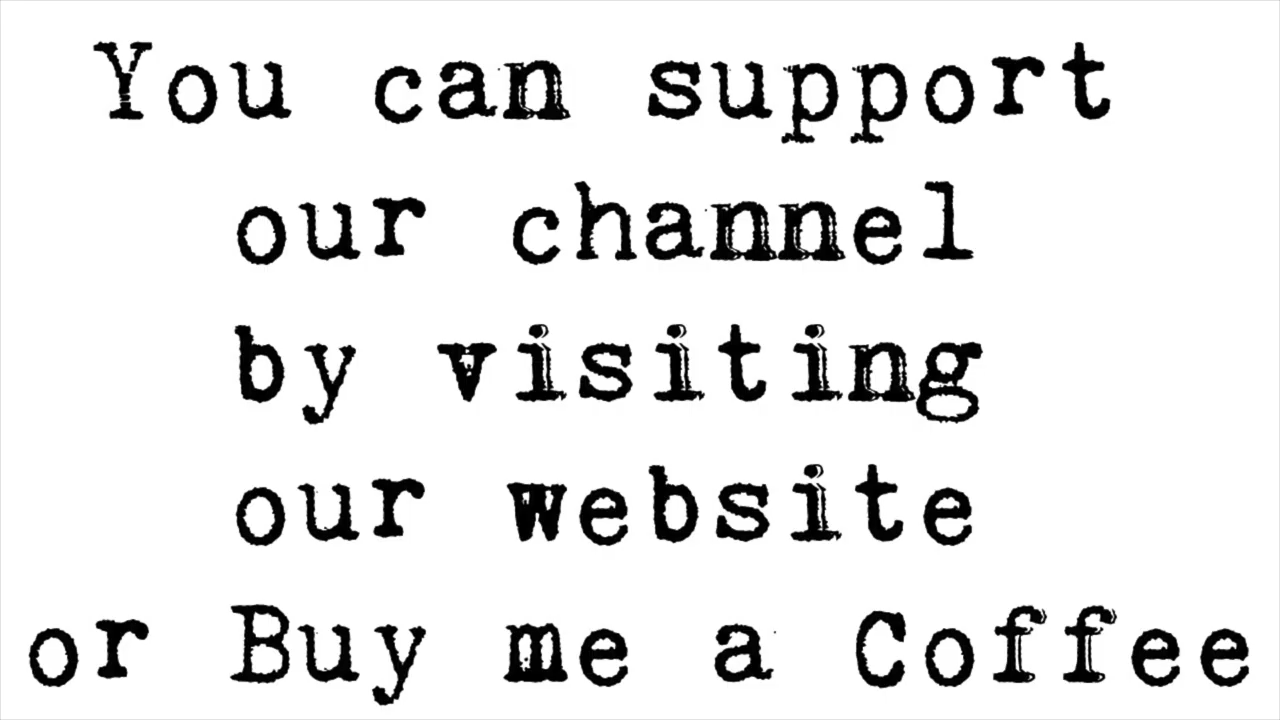 You can support
our channel
by visiting
our website
or Buy me a Coffee